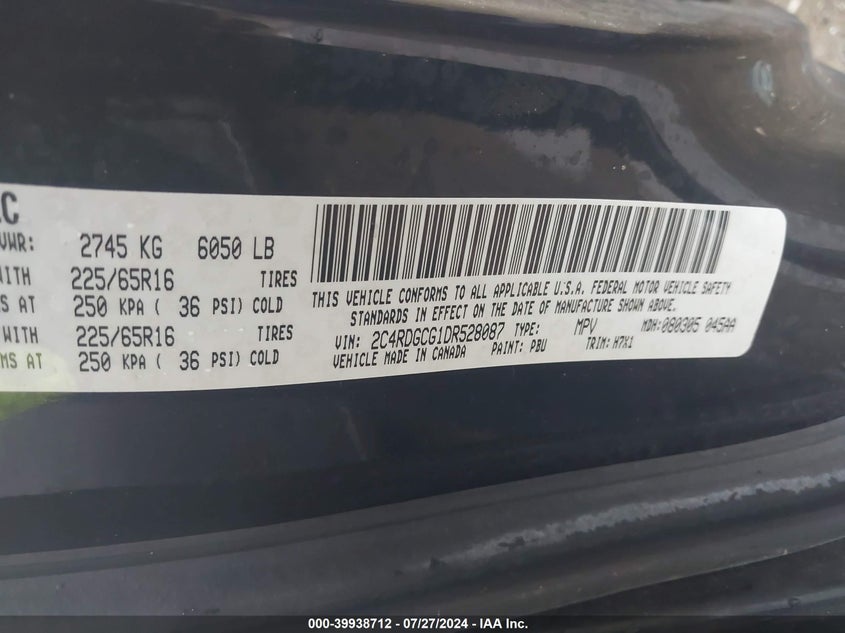 LC
VWR: 2745 KG 6050 LB
WITH 225/65R16 TIRES
S AT 250 KPA ( 36 PSI) COLD
WITH 225/65R16 TIRES
MS AT 250 KPA ( 36 PSI) COLD
THIS VEHICLE CONFORMS TO ALL APPLICABLE U.S.A. FEDERAL MOTOR VEHICLE SAFETY
STANDARDS IN EFFECT ON THE DATE OF MANUFACTURE SHOWN ABOVE.
VIN: 2C4RDGCG1DR528087 TYPE: MPV MDH:080305 045AA
VEHICLE MADE IN CANADA PAINT: PBU TRIM: H7X1
000-39938712 - 07/27/2024 - IAA Inc.